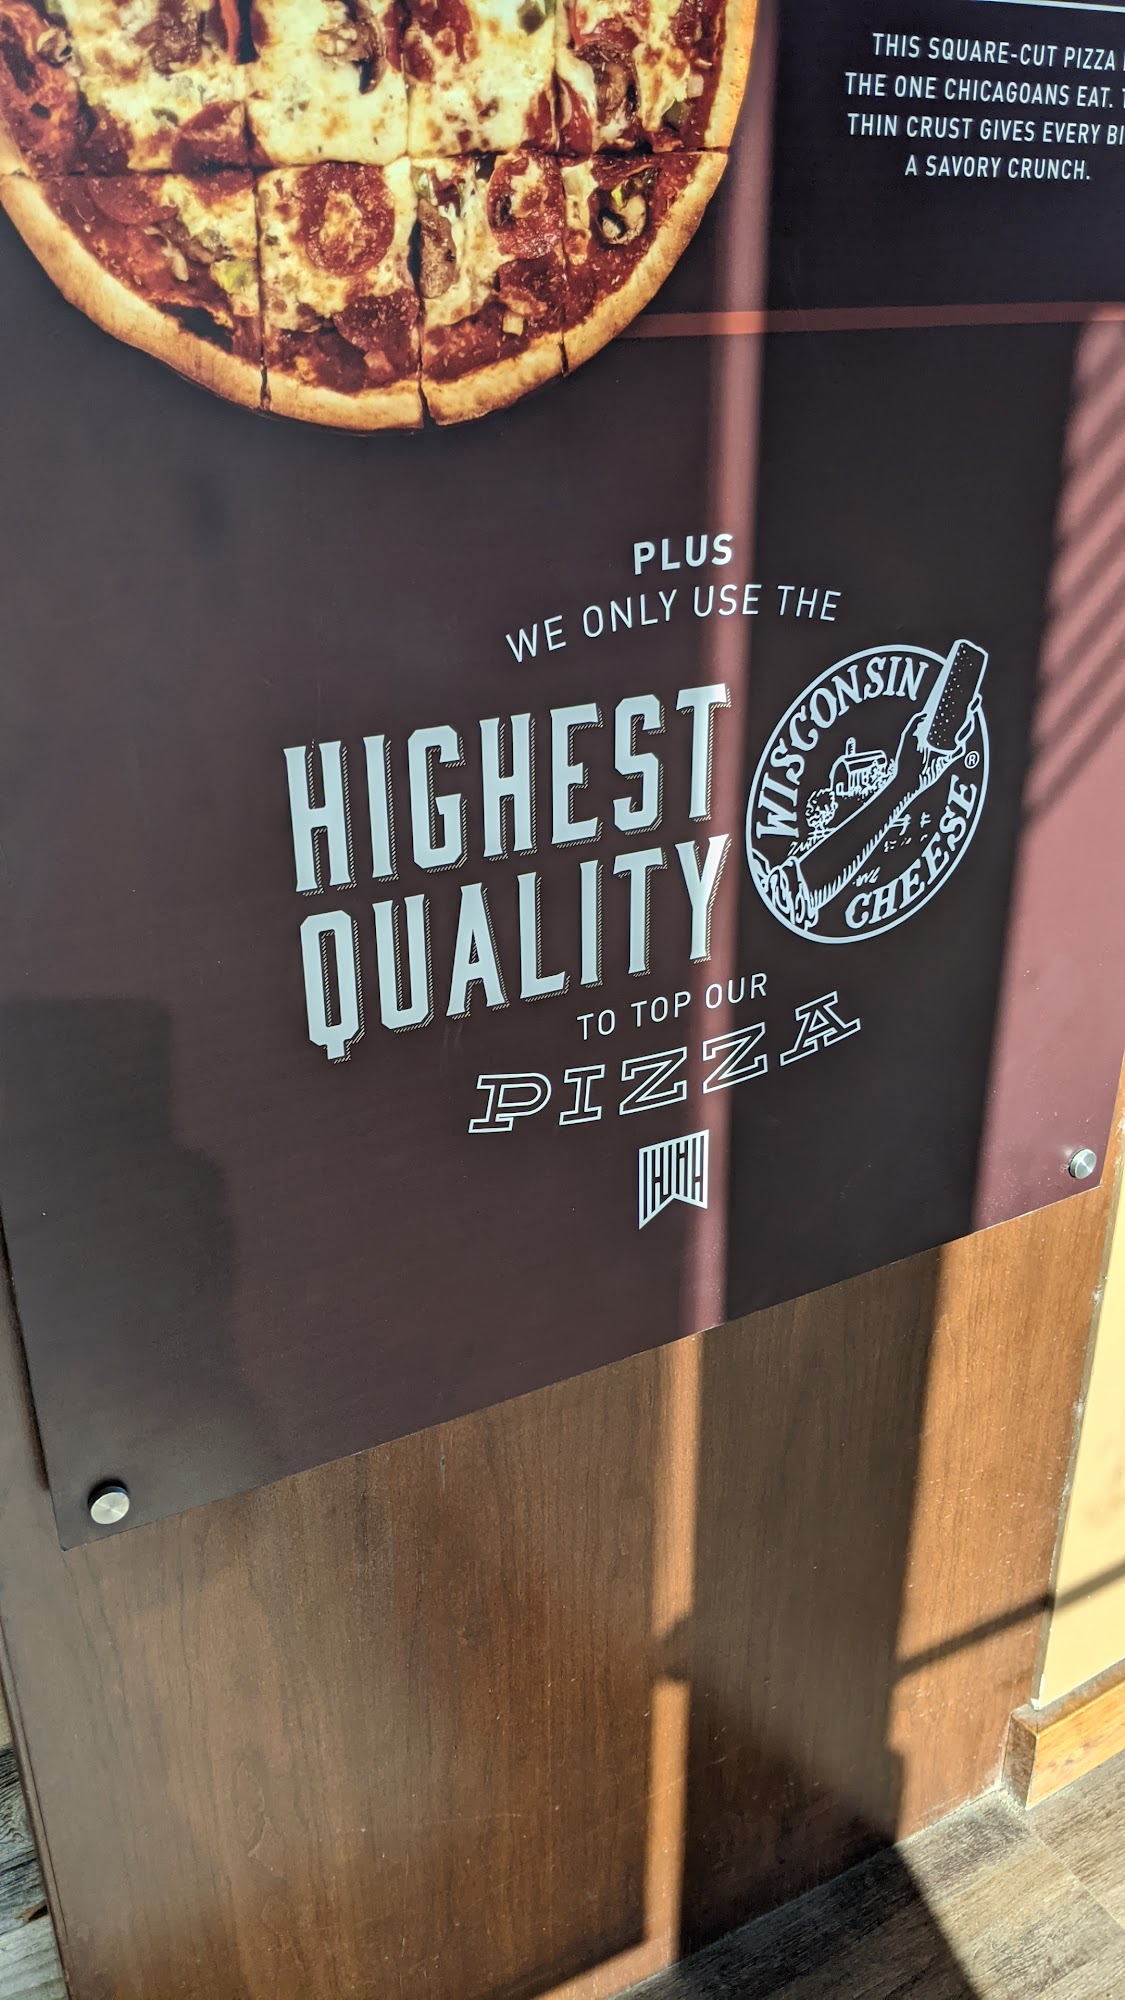 THIS SQUARE-CUT PIZZA
THE ONE CHICAGOANS EAT.
THIN CRUST GIVES EVERY
A SAVORY CRUNCH.
PLUS
WE ONLY USE THE
HIGHEST
QUALITY
WISCONSIN
CHEESE®
TO TOP OUR
PIZZA